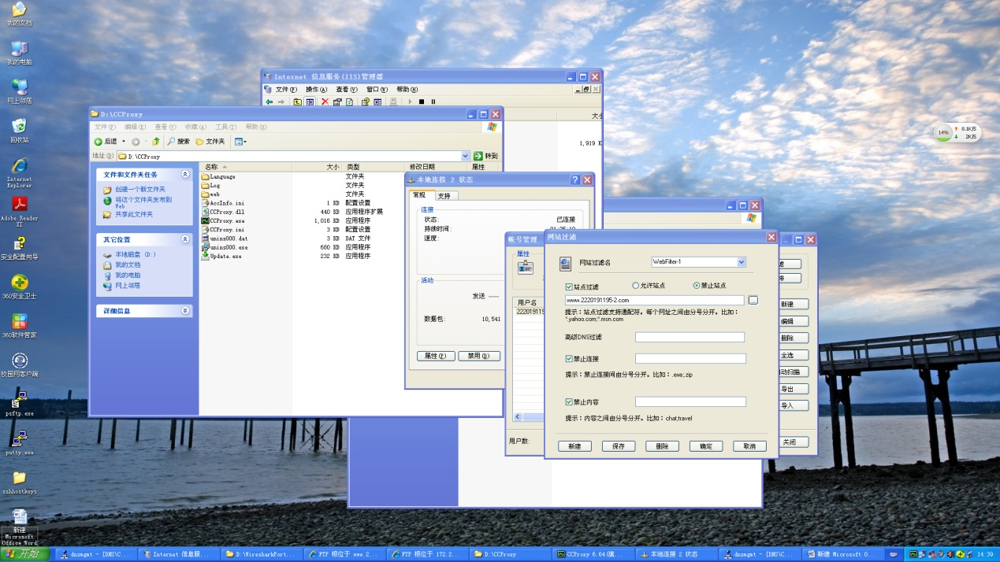 我的文档
我的电脑
网上邻居
回收站
Internet
Explorer
Adobe Reader
XI
安全配置向导
360安全卫士
360软件管家
校园网客户端
psftp.exe
putty.exe
sshhostkeys
新建
Microsoft
Office Word
Internet 信息服务(IIS)管理器
文件(F) 操作(A) 查看(V) 窗口(W) 帮助(H)
1,919 K
D:\CCProxy
文件(F) 编辑(E) 查看(V) 收藏(A) 工具(T) 帮助(H)
后退 搜索 文件夹
地址(D) D:\CCProxy 转到
文件和文件夹任务
创建一个新文件夹
将这个文件夹发布到
Web
共享此文件夹
其它位置
本地磁盘 (D:)
我的文档
我的电脑
网上邻居
详细信息
名称 大小 类型 修改日期 属性
Language 文件夹
Log 文件夹
web 文件夹
AccInfo.ini 1 KB 配置设置
CCProxy.dll 440 KB 应用程序扩展
CCProxy.exe 1,016 KB 应用程序
CCProxy.ini 3 KB 配置设置
unins000.dat 3 KB DAT 文件
unins000.exe 680 KB 应用程序
Update.exe 232 KB 应用程序
本地连接 2 状态
常规 支持
连接
状态: 已连接
持续时间:
速度:
活动
发送
数据包: 10,541
属性(P) 禁用(D)
帐号管理
属性
用户名
2220191195
用户数:
新建
编辑
删除
全选
导出
导入
关闭
网站过滤
网站过滤名 WebFilter-1
站点过滤 允许站点 禁止站点
www.2220191195-2.com
提示：站点过滤支持通配符。每个网址之间由分号分开。比如：
*.yahoo.com;*.msn.com
高级DNS过滤
禁止连接
提示：禁止连接间由分号分开。比如：.exe;.zip
禁止内容
提示：内容之间由分号分开。比如：chat;travel
新建 保存 删除 确定 取消
14% 0.1K/S
2K/S
开始 dnsmgmt - [DNS\C... Internet 信息服... D:\WiresharkPort... FTP 根位于 www.2... FTP 根位于 172.2... D:\CCProxy CCProxy 6.64(演... 本地连接 2 状态 dnsmgmt - [DNS\C... 新建 Microsoft O... 14:39